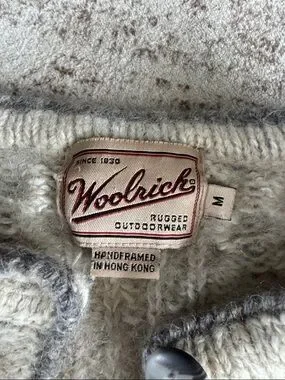 SINCE 1830
Woolrich®
RUGGED
OUTDOORWEAR
M
HANDFRAMED
IN HONG KONG